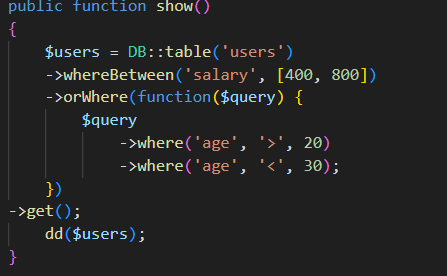 public function show()
{
    $users = DB::table('users')
    ->whereBetween('salary', [400, 800])
    ->orWhere(function($query) {
        $query
            ->where('age', '>', 20)
            ->where('age', '<', 30);
    })
->get();
    dd($users);
}